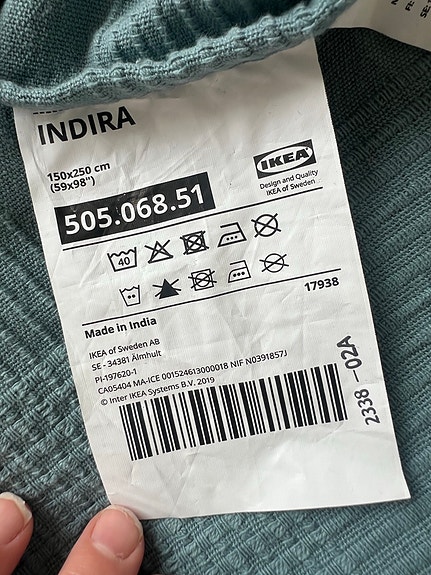 INDIRA
150x250 cm
(59x98")
IKEA
Design and Quality
IKEA of Sweden
505.068.51
40
17938
Made in India
IKEA of Sweden AB
SE - 34381 Älmhult
PI-197620-1
CA05404 MA-ICE 001524613000018 NIF N0391857J
© Inter IKEA Systems B.V. 2019
2338 -02A